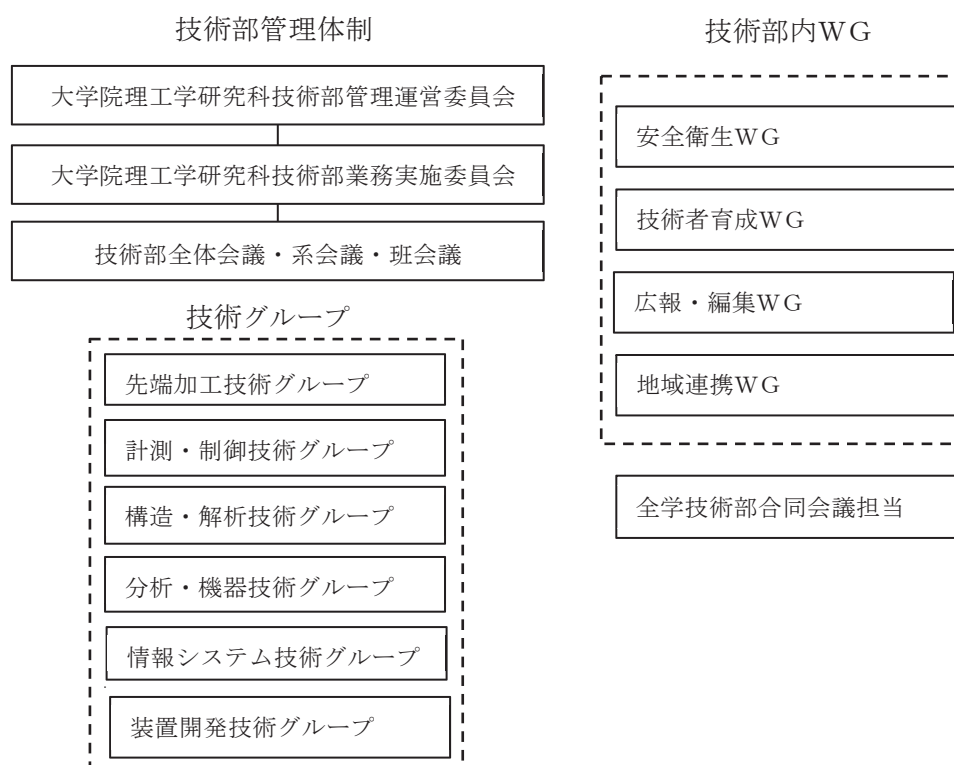 技術部管理体制
大学院理工学研究科技術部管理運営委員会
大学院理工学研究科技術部業務実施委員会
技術部全体会議・系会議・班会議
技術グループ
先端加工技術グループ
計測・制御技術グループ
構造・解析技術グループ
分析・機器技術グループ
情報システム技術グループ
装置開発技術グループ
技術部内ＷＧ
安全衛生ＷＧ
技術者育成ＷＧ
広報・編集ＷＧ
地域連携ＷＧ
全学技術部合同会議担当